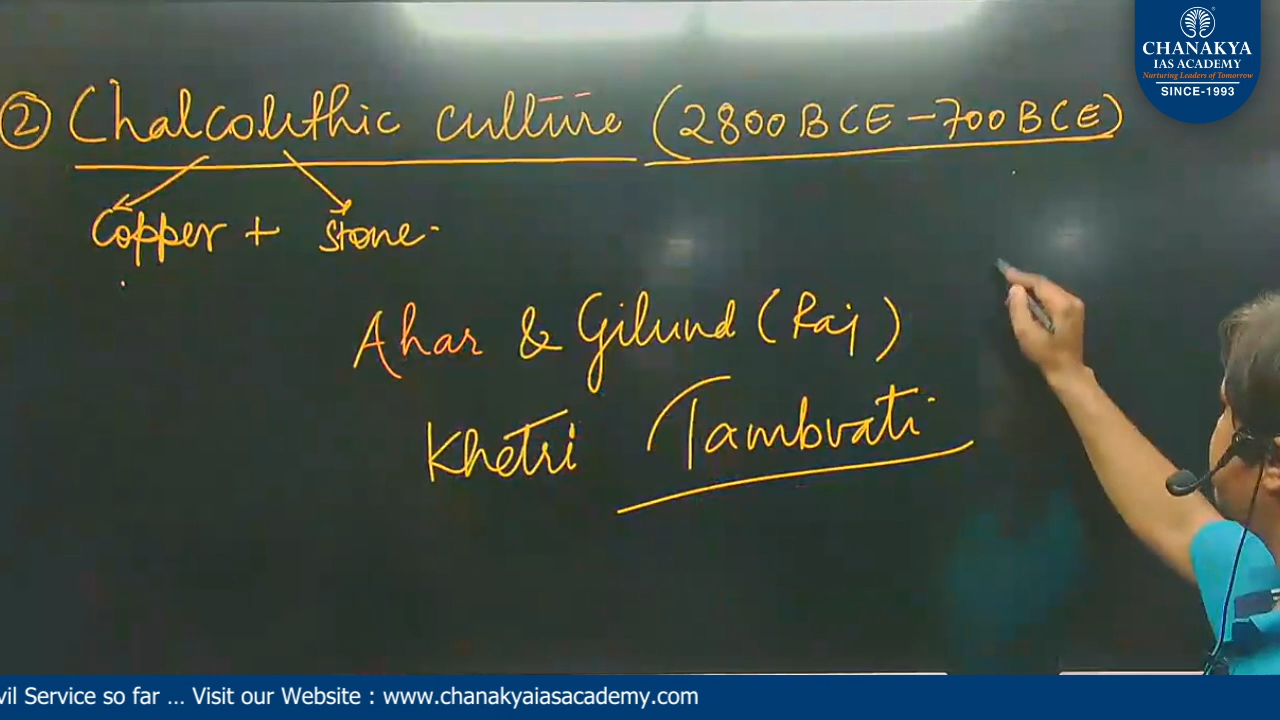 ② Chalcolithic culture (2800 BCE – 700 BCE)
Copper + stone.
Ahar & Gilund (Raj)
Khetri Tambvati
CHANAKYA
IAS ACADEMY
Nurturing Leaders of Tomorrow
SINCE-1993
vil Service so far ... Visit our Website : www.chanakyaiasacademy.com